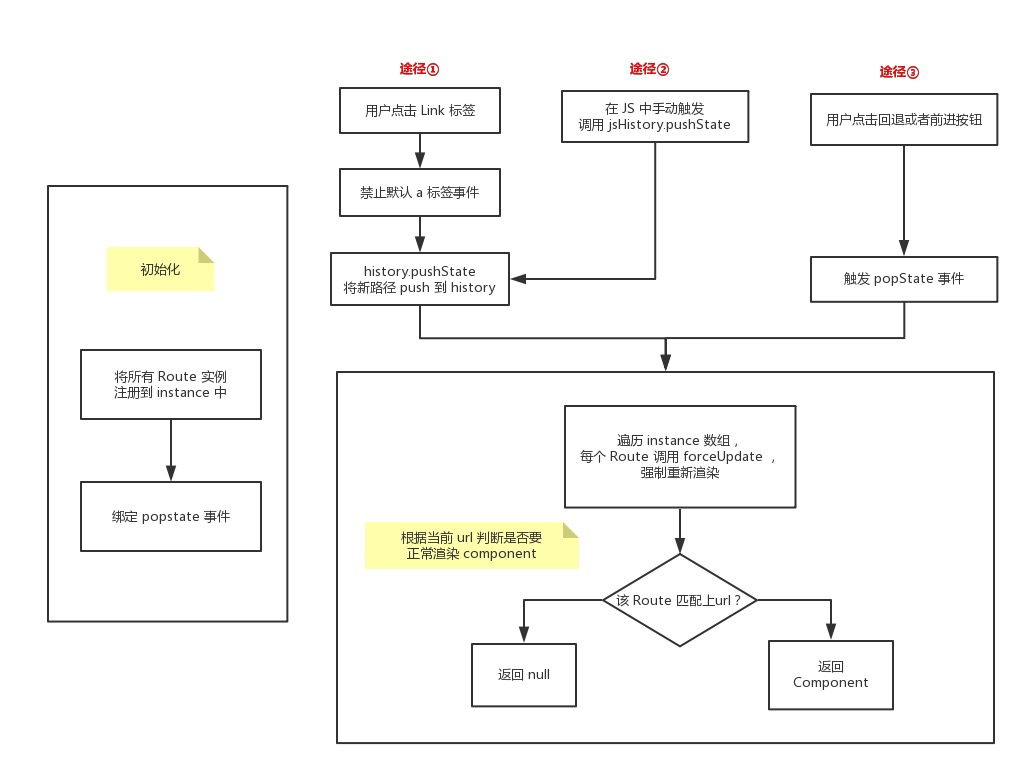 途径①
途径②
途径③
用户点击 Link 标签
在 JS 中手动触发
调用 jsHistory.pushState
用户点击回退或者前进按钮
禁止默认 a 标签事件
history.pushState
将新路径 push 到 history
触发 popState 事件
初始化
将所有 Route 实例
注册到 instance 中
绑定 popstate 事件
遍历 instance 数组，
每个 Route 调用 forceUpdate ，
强制重新渲染
根据当前 url 判断是否要
正常渲染 component
该 Route 匹配上url？
返回 null
返回
Component